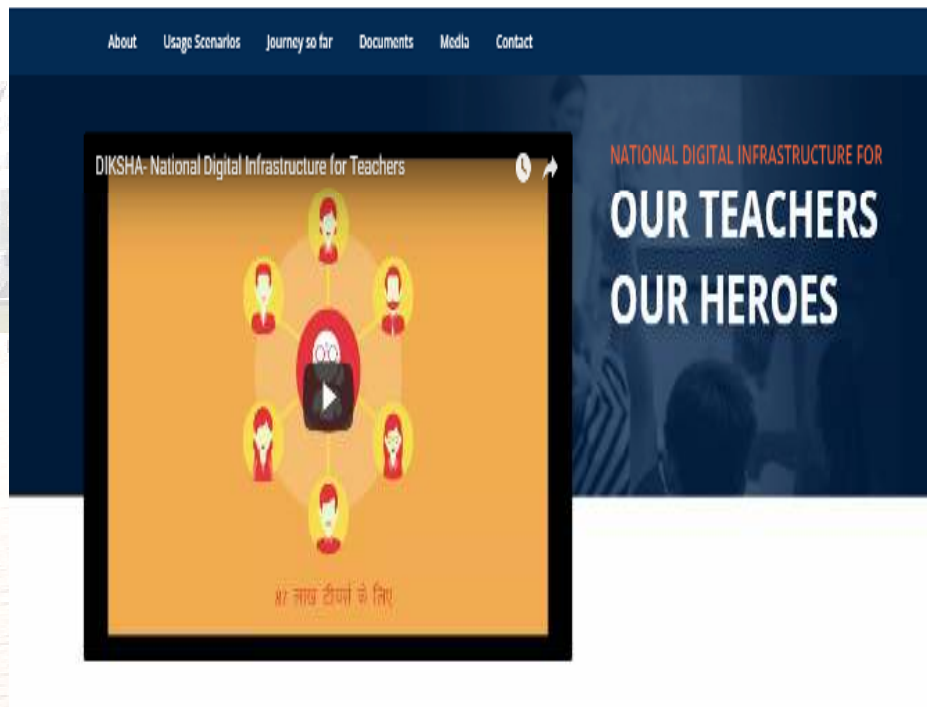 About Usage Scenarios Journey so far Documents Media Contact
DIKSHA- National Digital Infrastructure for Teachers
NATIONAL DIGITAL INFRASTRUCTURE FOR
OUR TEACHERS
OUR HEROES
87 लाख टीचर्स के लिए